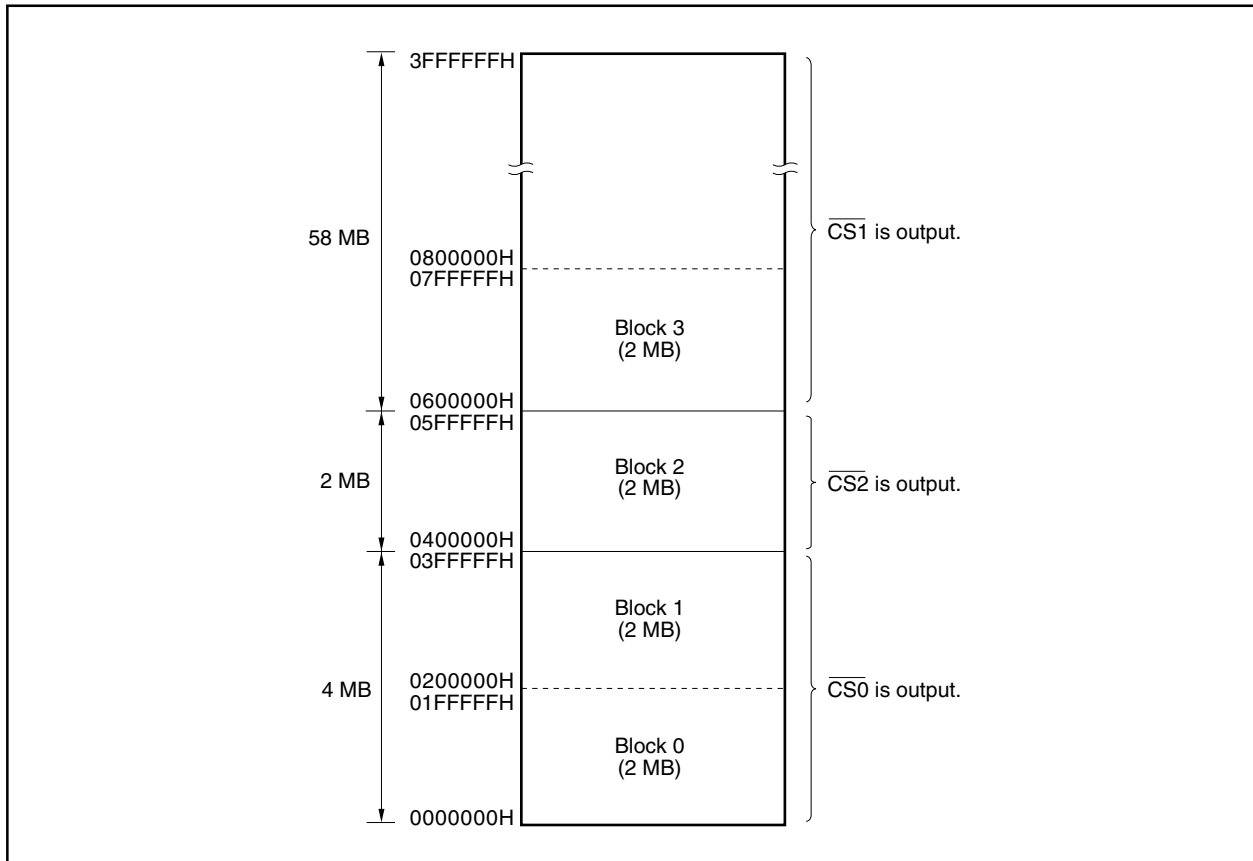 3FFFFFFH
58 MB
CS1 is output.
0800000H
07FFFFFH
Block 3
(2 MB)
0600000H
05FFFFFH
Block 2
(2 MB)
2 MB
CS2 is output.
0400000H
03FFFFFH
Block 1
(2 MB)
0200000H
01FFFFFH
4 MB
CS0 is output.
Block 0
(2 MB)
0000000H